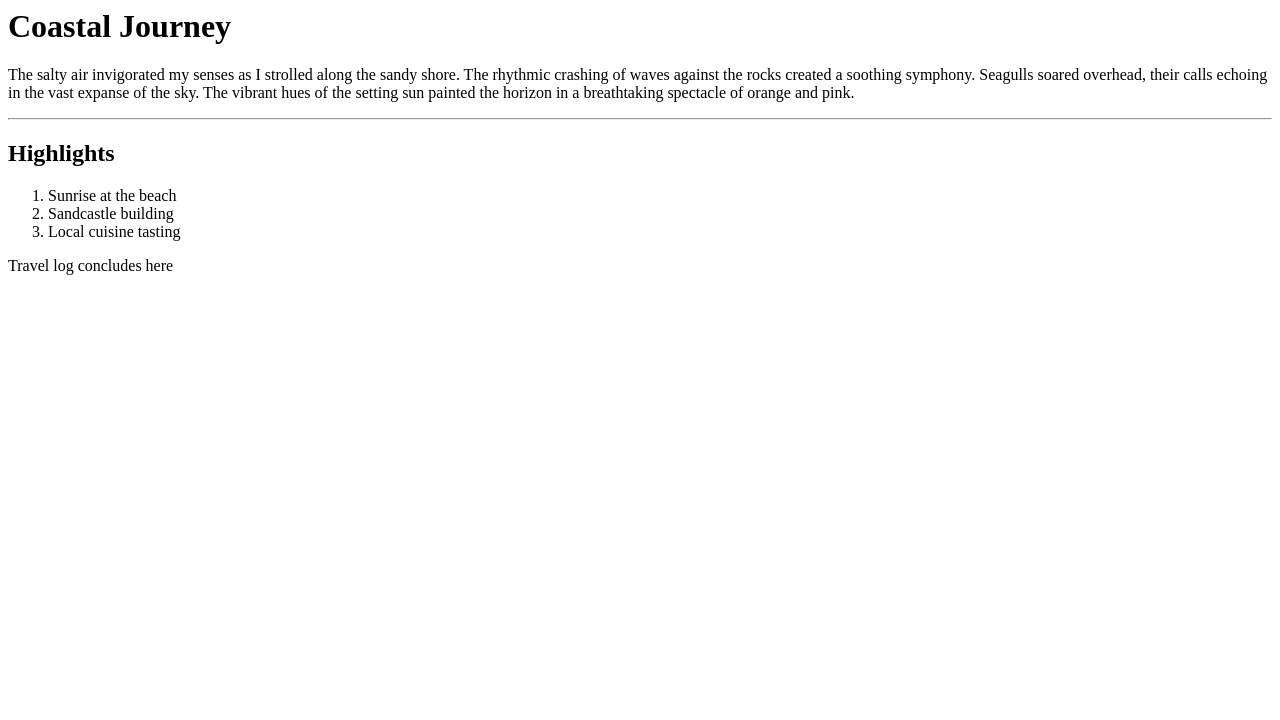 Coastal Journey
The salty air invigorated my senses as I strolled along the sandy shore. The rhythmic crashing of waves against the rocks created a soothing symphony. Seagulls soared overhead, their calls echoing
in the vast expanse of the sky. The vibrant hues of the setting sun painted the horizon in a breathtaking spectacle of orange and pink.
Highlights
1. Sunrise at the beach
2. Sandcastle building
3. Local cuisine tasting
Travel log concludes here